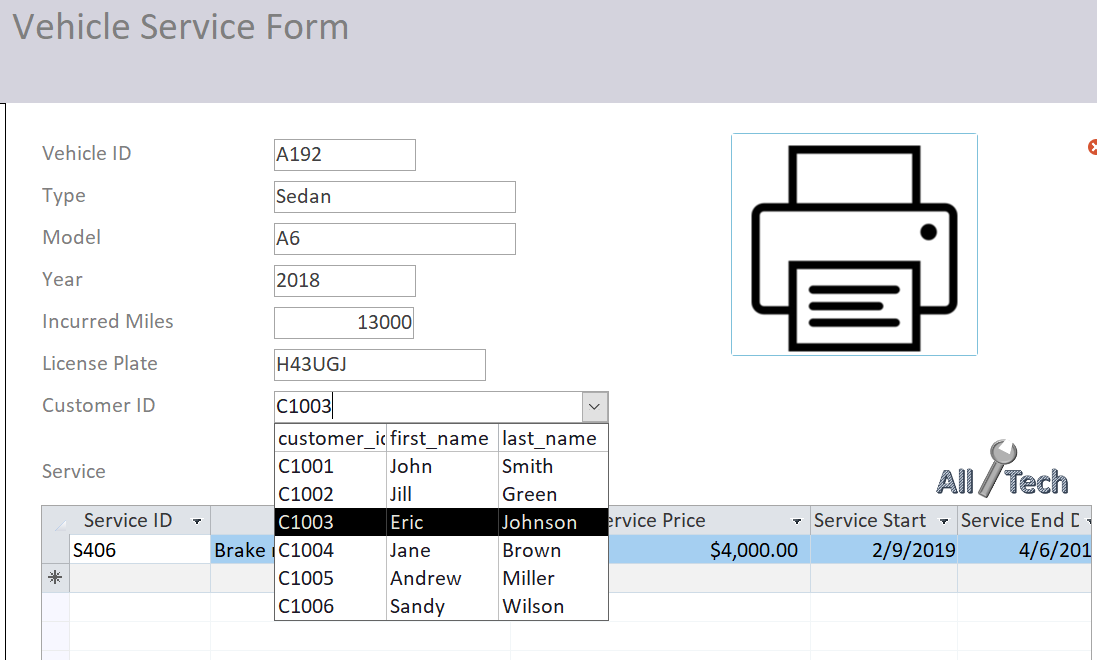 Vehicle Service Form
Vehicle ID A192
Type Sedan
Model A6
Year 2018
Incurred Miles 13000
License Plate H43UGJ
Customer ID C1003
customer_ic first_name last_name
C1001 John Smith
Service
C1002 Jill Green
All Tech
Service ID C1003 Eric Johnson ervice Price Service Start Service End D
S406 Brake C1004 Jane Brown $4,000.00 2/9/2019 4/6/201
C1005 Andrew Miller
C1006 Sandy Wilson